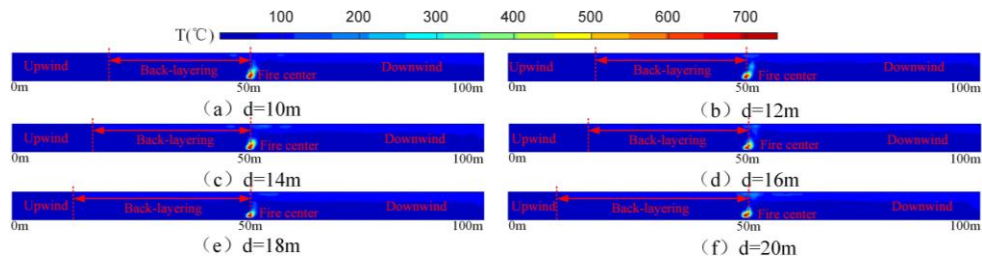 100 200 300 400 500 600 700
T(℃)
Upwind Back-layering Fire center Downwind
0m 50m 100m
（a）d=10m
Upwind Back-layering Fire center Downwind
0m 50m 100m
（b）d=12m
Upwind Back-layering Fire center Downwind
0m 50m 100m
（c）d=14m
Upwind Back-layering Fire center Downwind
0m 50m 100m
（d）d=16m
Upwind Back-layering Fire center Downwind
0m 50m 100m
（e）d=18m
Upwind Back-layering Fire center Downwind
0m 50m 100m
（f）d=20m